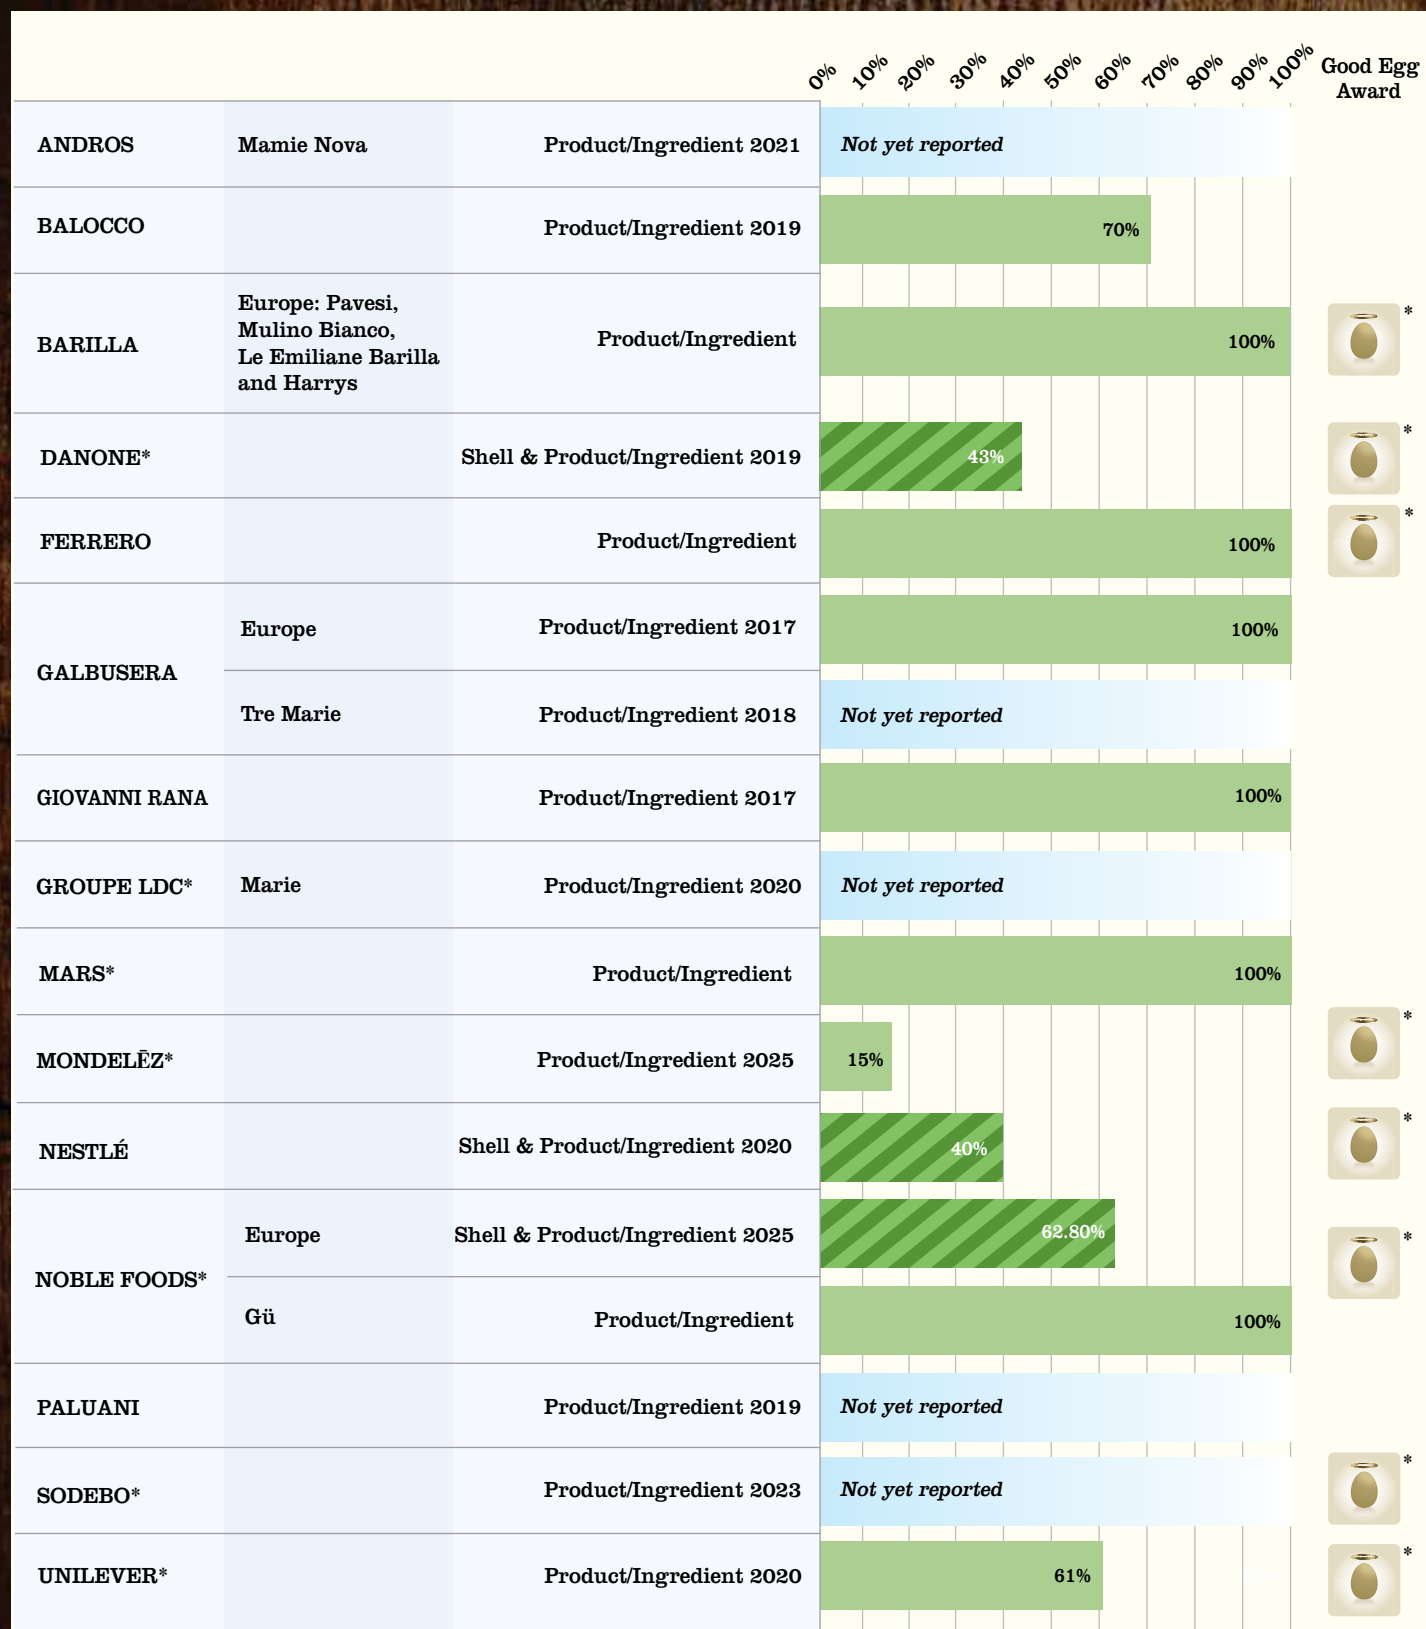 0% 10% 20% 30% 40% 50% 60% 70% 80% 90% 100%
Good Egg
Award
ANDROS Mamie Nova Product/Ingredient 2021 Not yet reported
BALOCCO Product/Ingredient 2019 70%
Europe: Pavesi,
Mulino Bianco,
Le Emiliane Barilla
and Harrys
BARILLA Product/Ingredient 100% *
DANONE* Shell & Product/Ingredient 2019 43% *
FERRERO Product/Ingredient 100% *
GALBUSERA
Europe Product/Ingredient 2017 100%
Tre Marie Product/Ingredient 2018 Not yet reported
GIOVANNI RANA Product/Ingredient 2017 100%
GROUPE LDC* Marie Product/Ingredient 2020 Not yet reported
MARS* Product/Ingredient 100%
MONDELĒZ* Product/Ingredient 2025 15% *
NESTLÉ Shell & Product/Ingredient 2020 40% *
NOBLE FOODS* *
Europe Shell & Product/Ingredient 2025 62.80%
Gü Product/Ingredient 100%
PALUANI Product/Ingredient 2019 Not yet reported
SODEBO* Product/Ingredient 2023 Not yet reported *
UNILEVER* Product/Ingredient 2020 61% *